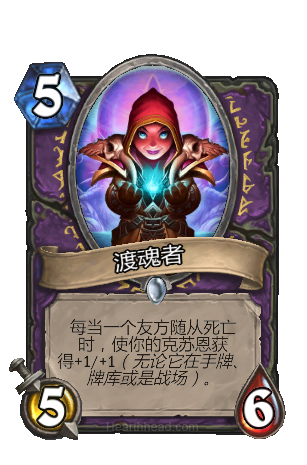 5
渡魂者
每当一个友方随从死亡
时，使你的克苏恩获
得+1/+1（无论它在手牌、
牌库或是战场）。
5
6
Hearthhead.com